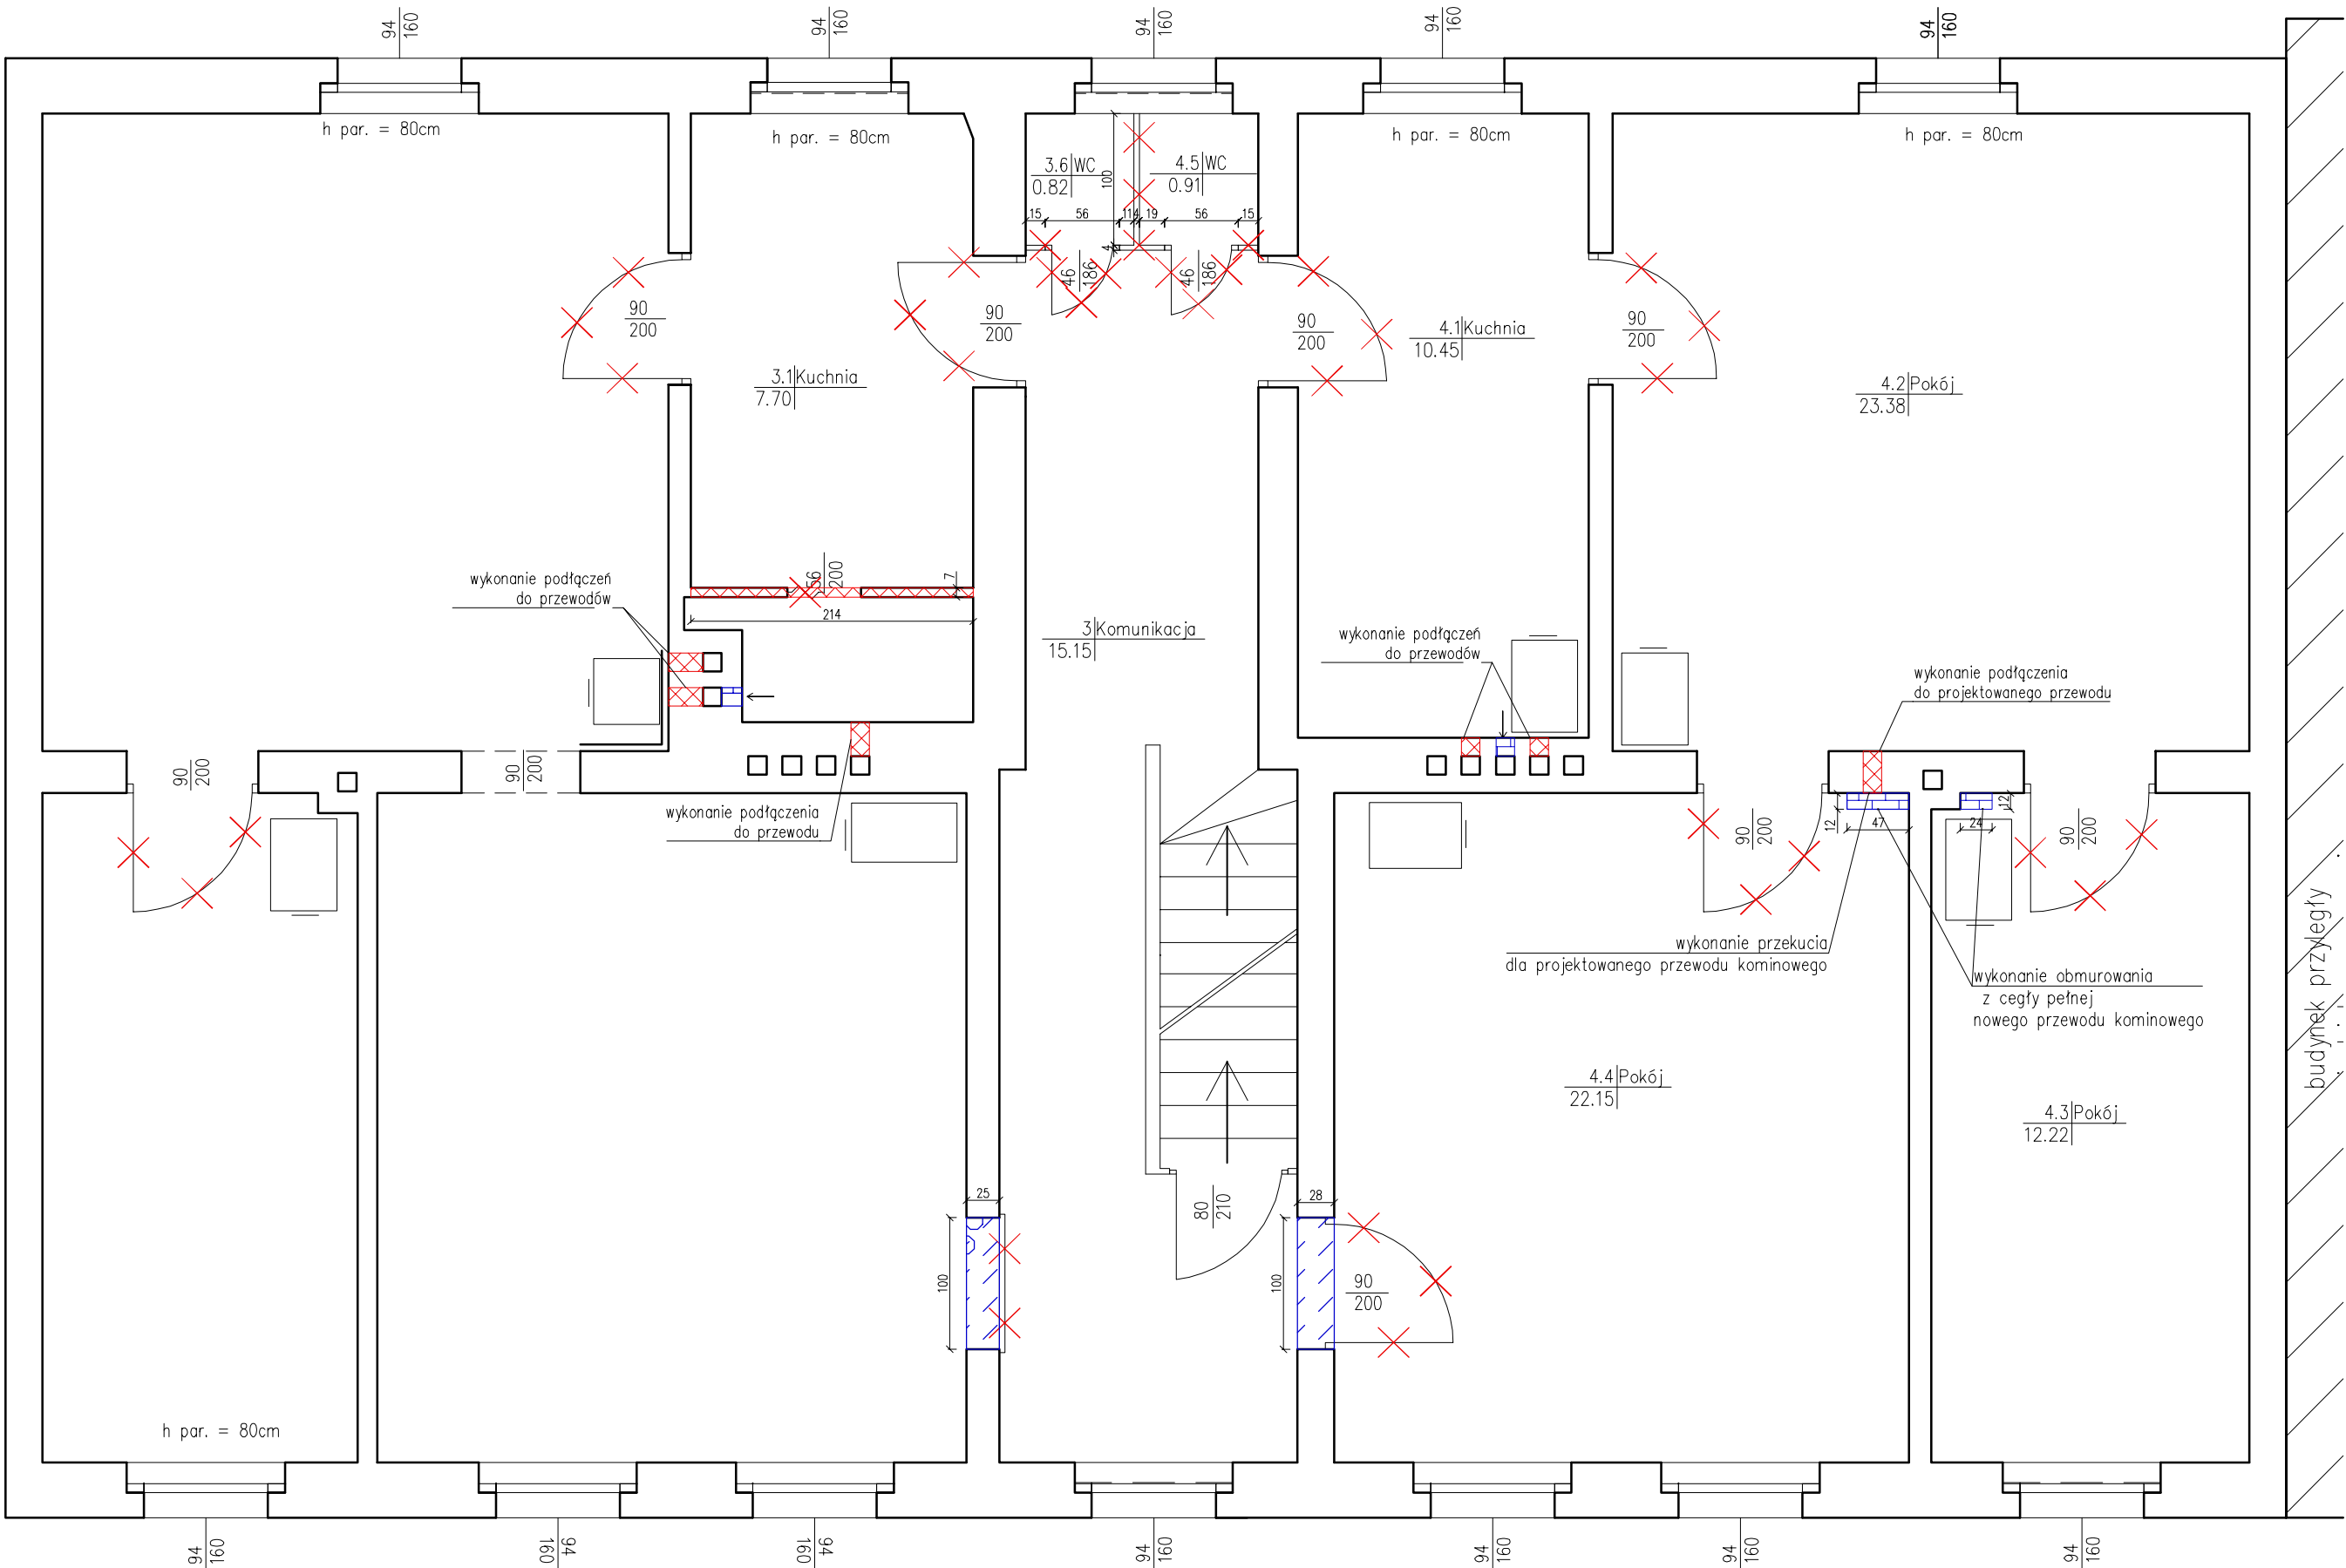 94
160
94
160
94
160
94
160
94
160
h par. = 80cm
h par. = 80cm
h par. = 80cm
h par. = 80cm
3.6 WC
0.82
4.5 WC
0.91
100
15
56
11
4
19
56
15
4
46
186
46
186
90
200
90
200
90
200
90
200
3.1 Kuchnia
7.70
4.1 Kuchnia
10.45
4.2 Pokój
23.38
66
200
7
214
wykonanie podłączeń
do przewodów
3 Komunikacja
15.15
wykonanie podłączeń
do przewodów
wykonanie podłączenia
do projektowanego przewodu
90
200
90
200
wykonanie podłączenia
do przewodu
90
200
12
47
24
12
90
200
wykonanie przekucia
dla projektowanego przewodu kominowego
wykonanie obmurowania
z cegły pełnej
nowego przewodu kominowego
budynek przyległy
4.4 Pokój
22.15
4.3 Pokój
12.22
25
28
80
210
100
100
90
200
h par. = 80cm
94
160
94
160
94
160
94
160
94
160
94
160
94
160